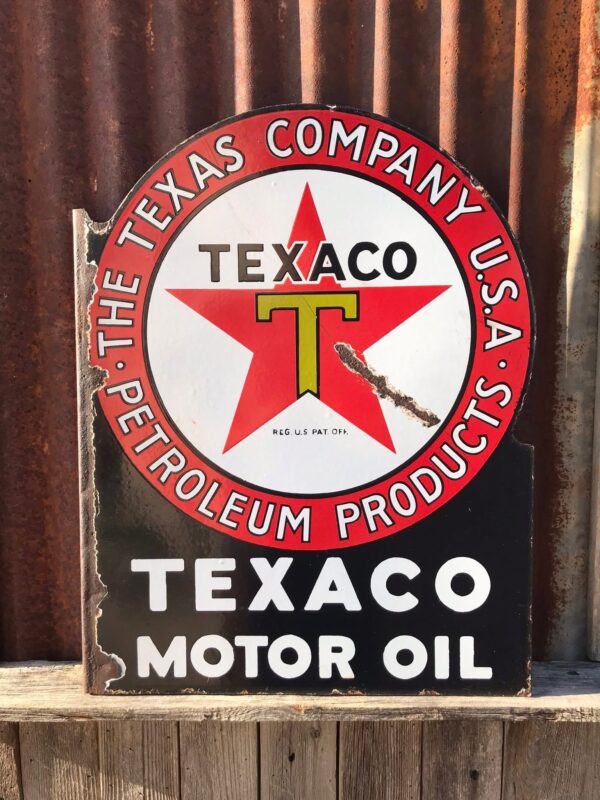 · THE TEXAS COMPANY U.S.A ·
PETROLEUM PRODUCTS
TEXACO
T
REG. U.S. PAT. OFF.
TEXACO
MOTOR OIL